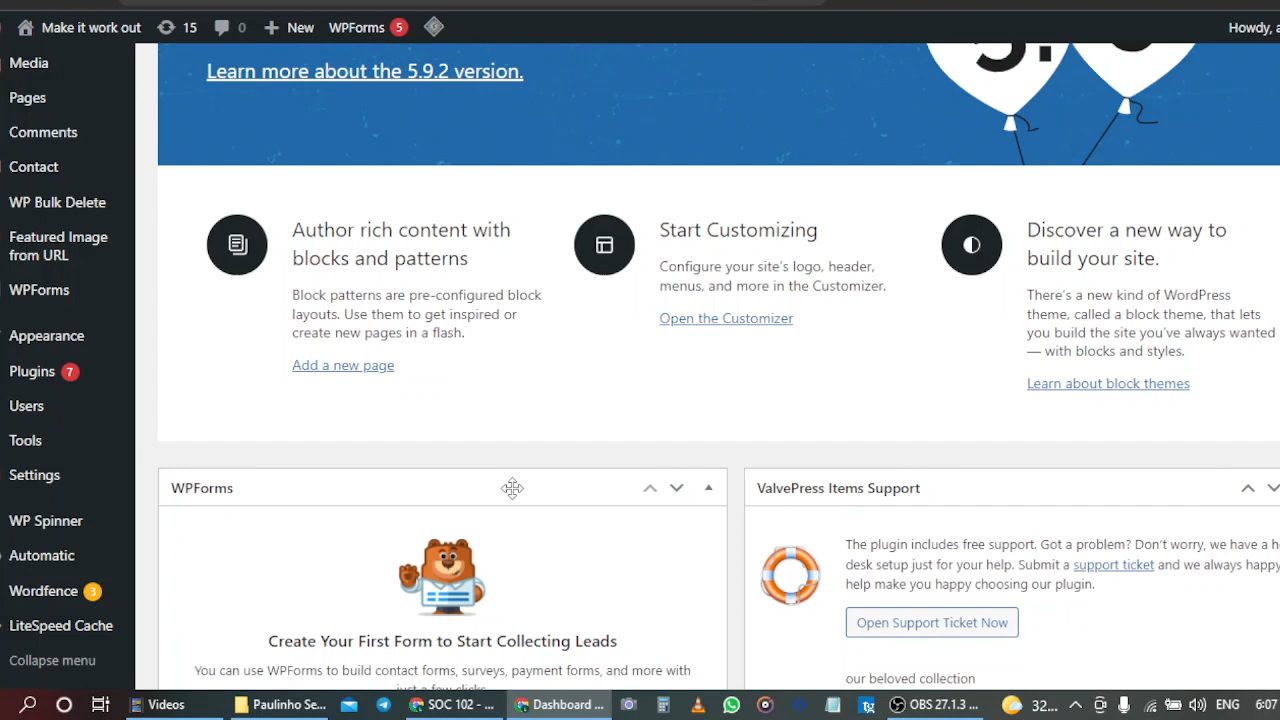 Make it work out 15 0 New WPForms 5 Howdy, a
Media
Pages
Comments
Contact
WP Bulk Delete
Featured Image
from URL
WPForms
Appearance
Plugins 7
Users
Tools
Settings
WP Spinner
Automatic
Wordfence 3
LiteSpeed Cache
Collapse menu
Learn more about the 5.9.2 version.
Author rich content with
blocks and patterns
Block patterns are pre-configured block
layouts. Use them to get inspired or
create new pages in a flash.
Add a new page
Start Customizing
Configure your site's logo, header,
menus, and more in the Customizer.
Open the Customizer
Discover a new way to
build your site.
There's a new kind of WordPress
theme, called a block theme, that lets
you build the site you've always wanted
— with blocks and styles.
Learn about block themes
WPForms
Create Your First Form to Start Collecting Leads
You can use WPForms to build contact forms, surveys, payment forms, and more with
just a few clicks.
ValvePress Items Support
The plugin includes free support. Got a problem? Don't worry, we have a he
desk setup just for your help. Submit a support ticket and we always happy
help make you happy choosing our plugin.
Open Support Ticket Now
our beloved collection
Videos Paulinho Se... SOC 102 - ... Dashboard ... OBS 27.1.3 ... 32... ENG 6:07